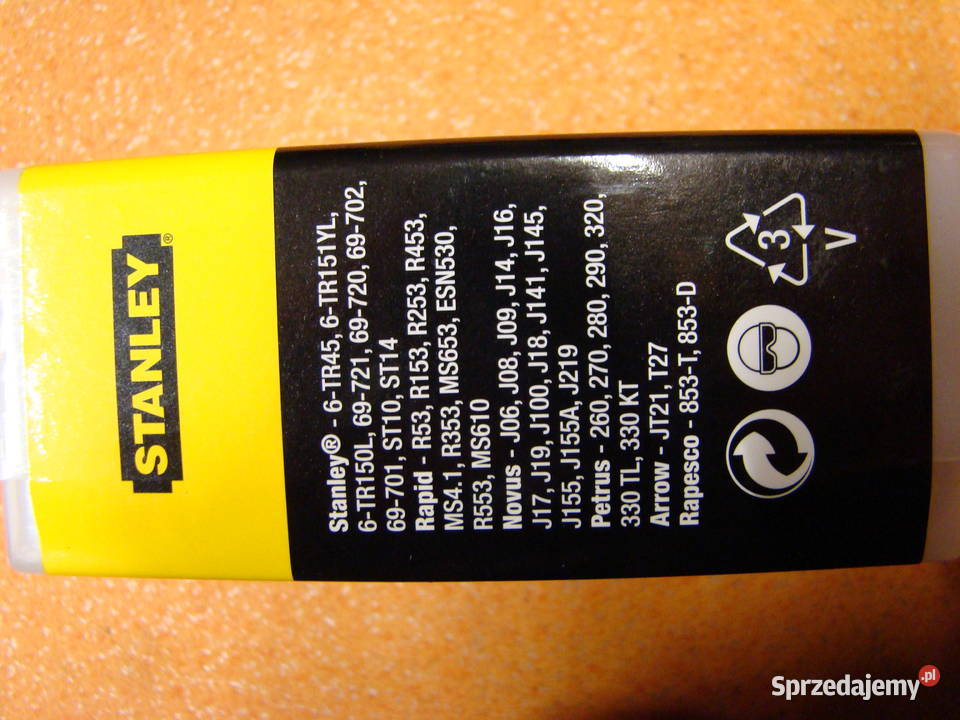 STANLEY®
Stanley® - 6-TR45, 6-TR151YL,
6-TR150L, 69-721, 69-720, 69-702,
69-701, ST10, ST14
Rapid - R53, R153, R253, R453,
MS4.1, R353, MS653, ESN530,
R553, MS610
Novus - J06, J08, J09, J14, J16,
J17, J19, J100, J18, J141, J145,
J155, J155A, J219
Petrus - 260, 270, 280, 290, 320,
330 TL, 330 KT
Arrow - JT21, T27
Rapesco - 853-T, 853-D
3
V
Sprzedajemy.pl